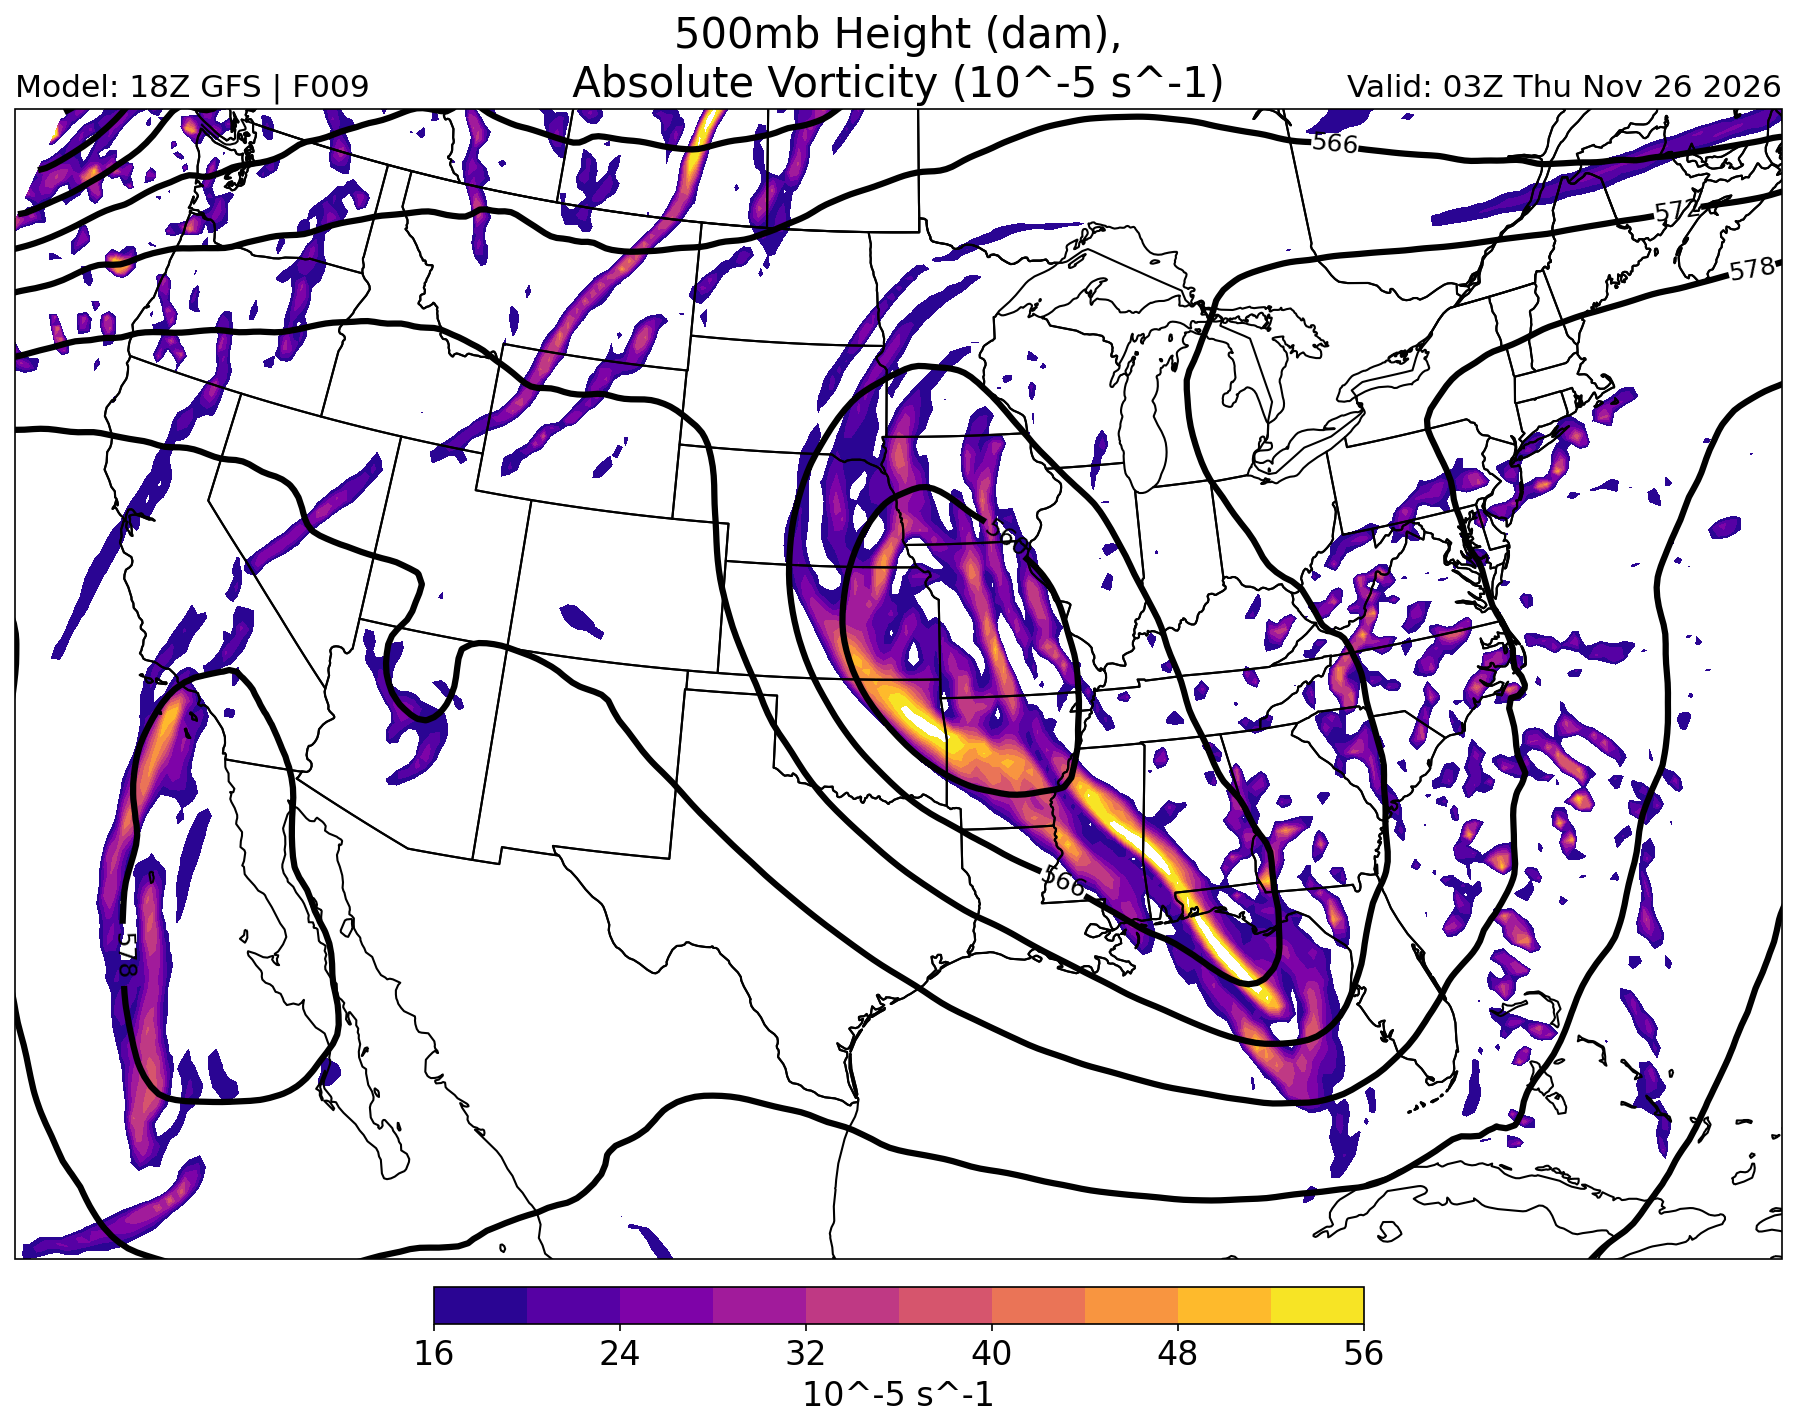 500mb Height (dam),
Absolute Vorticity (10^-5 s^-1)
Model: 18Z GFS | F009
Valid: 03Z Thu Nov 26 2026
566
572
578
566
578
16 24 32 40 48 56
10^-5 s^-1